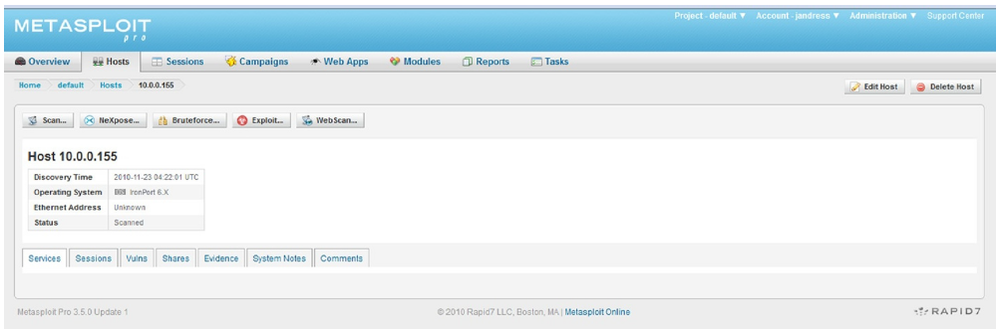 Project - default ▼ Account - jandress ▼ Administration ▼ Support Center
METASPLOIT
pro
Overview Hosts Sessions Campaigns Web Apps Modules Reports Tasks
Home default Hosts 10.0.0.155
Edit Host Delete Host
Scan... NeXpose... Bruteforce... Exploit... WebScan...
Host 10.0.0.155
Discovery Time 2010-11-23 04:22:01 UTC
Operating System IronPort 6.X
Ethernet Address Unknown
Status Scanned
Services Sessions Vulns Shares Evidence System Notes Comments
Metasploit Pro 3.5.0 Update 1 © 2010 Rapid7 LLC, Boston, MA | Metasploit Online RAPID7